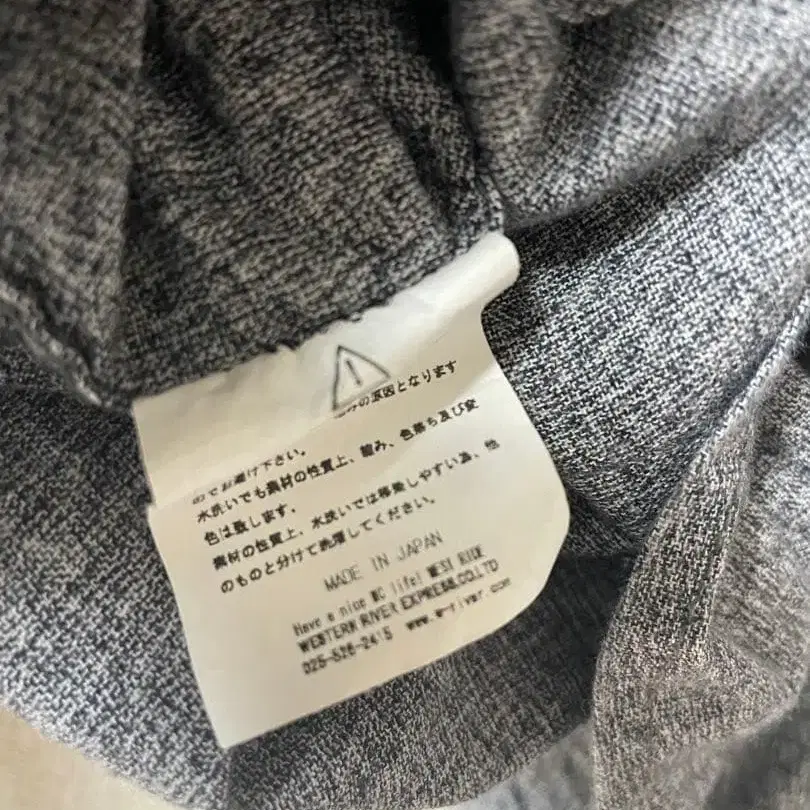 みの原因となります
のでお避け下さい。
水洗いでも素材の性質上、縮み、色落ち及び変
色は致します。
素材の性質上、水洗いでは移染しやすい為、他
のものと分けて洗濯してください。
MADE IN JAPAN
Have a nice MC life! WEST RIDE
WESTERN RIVER EXPRESS.CO.LTD
025-526-2415 www.w-river.com